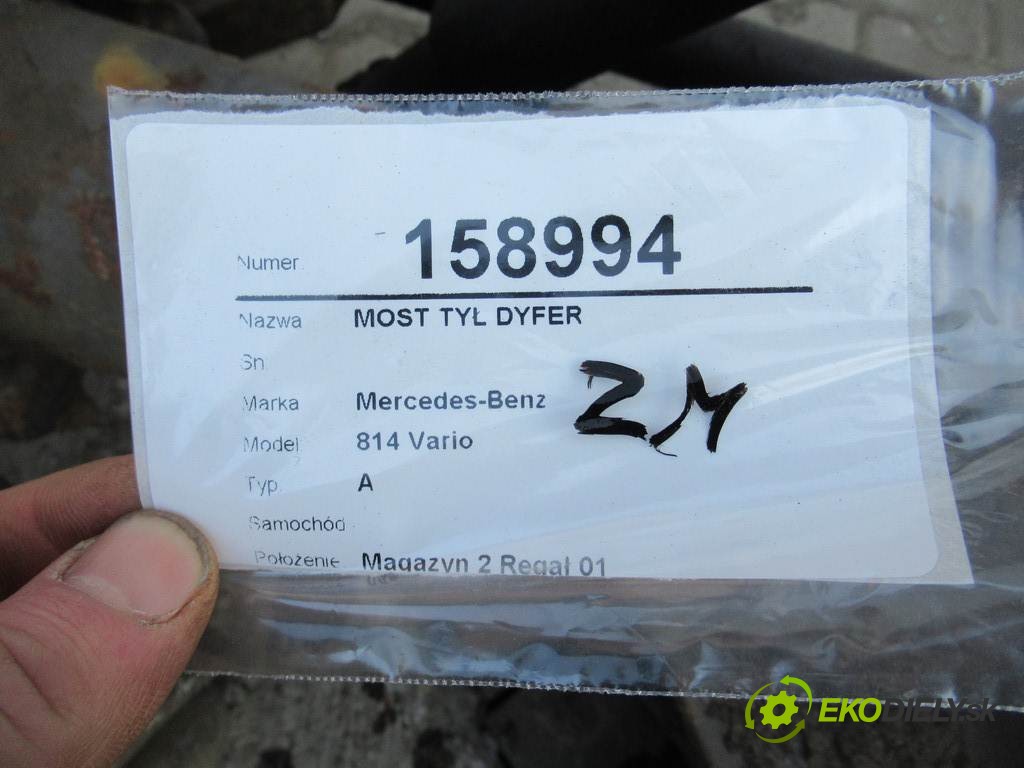 Numer 158994
Nazwa MOST TYŁ DYFER
Sn
Marka Mercedes-Benz
Model 814 Vario
Typ A
ZM
Samochód
Położenie Magazyn 2 Regał 01
EKODIELY.sk